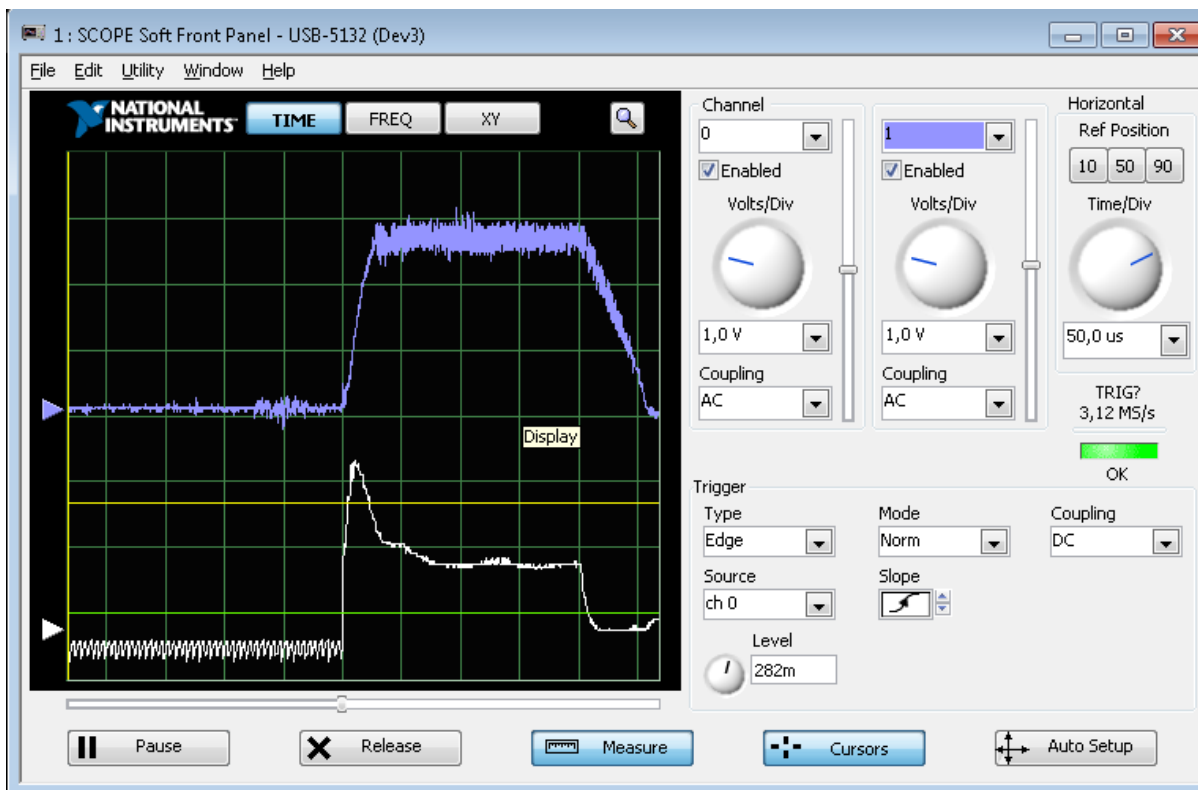 1 : SCOPE Soft Front Panel - USB-5132 (Dev3)
File Edit Utility Window Help
NATIONAL
INSTRUMENTS™
TIME FREQ XY
Display
Channel
0
Enabled
Volts/Div
1,0 V
Coupling
AC
1
Enabled
Volts/Div
1,0 V
Coupling
AC
Horizontal
Ref Position
10 50 90
Time/Div
50,0 us
TRIG?
3,12 MS/s
OK
Trigger
Type
Edge
Mode
Norm
Coupling
DC
Source
ch 0
Slope
Level
282m
Pause Release Measure Cursors Auto Setup